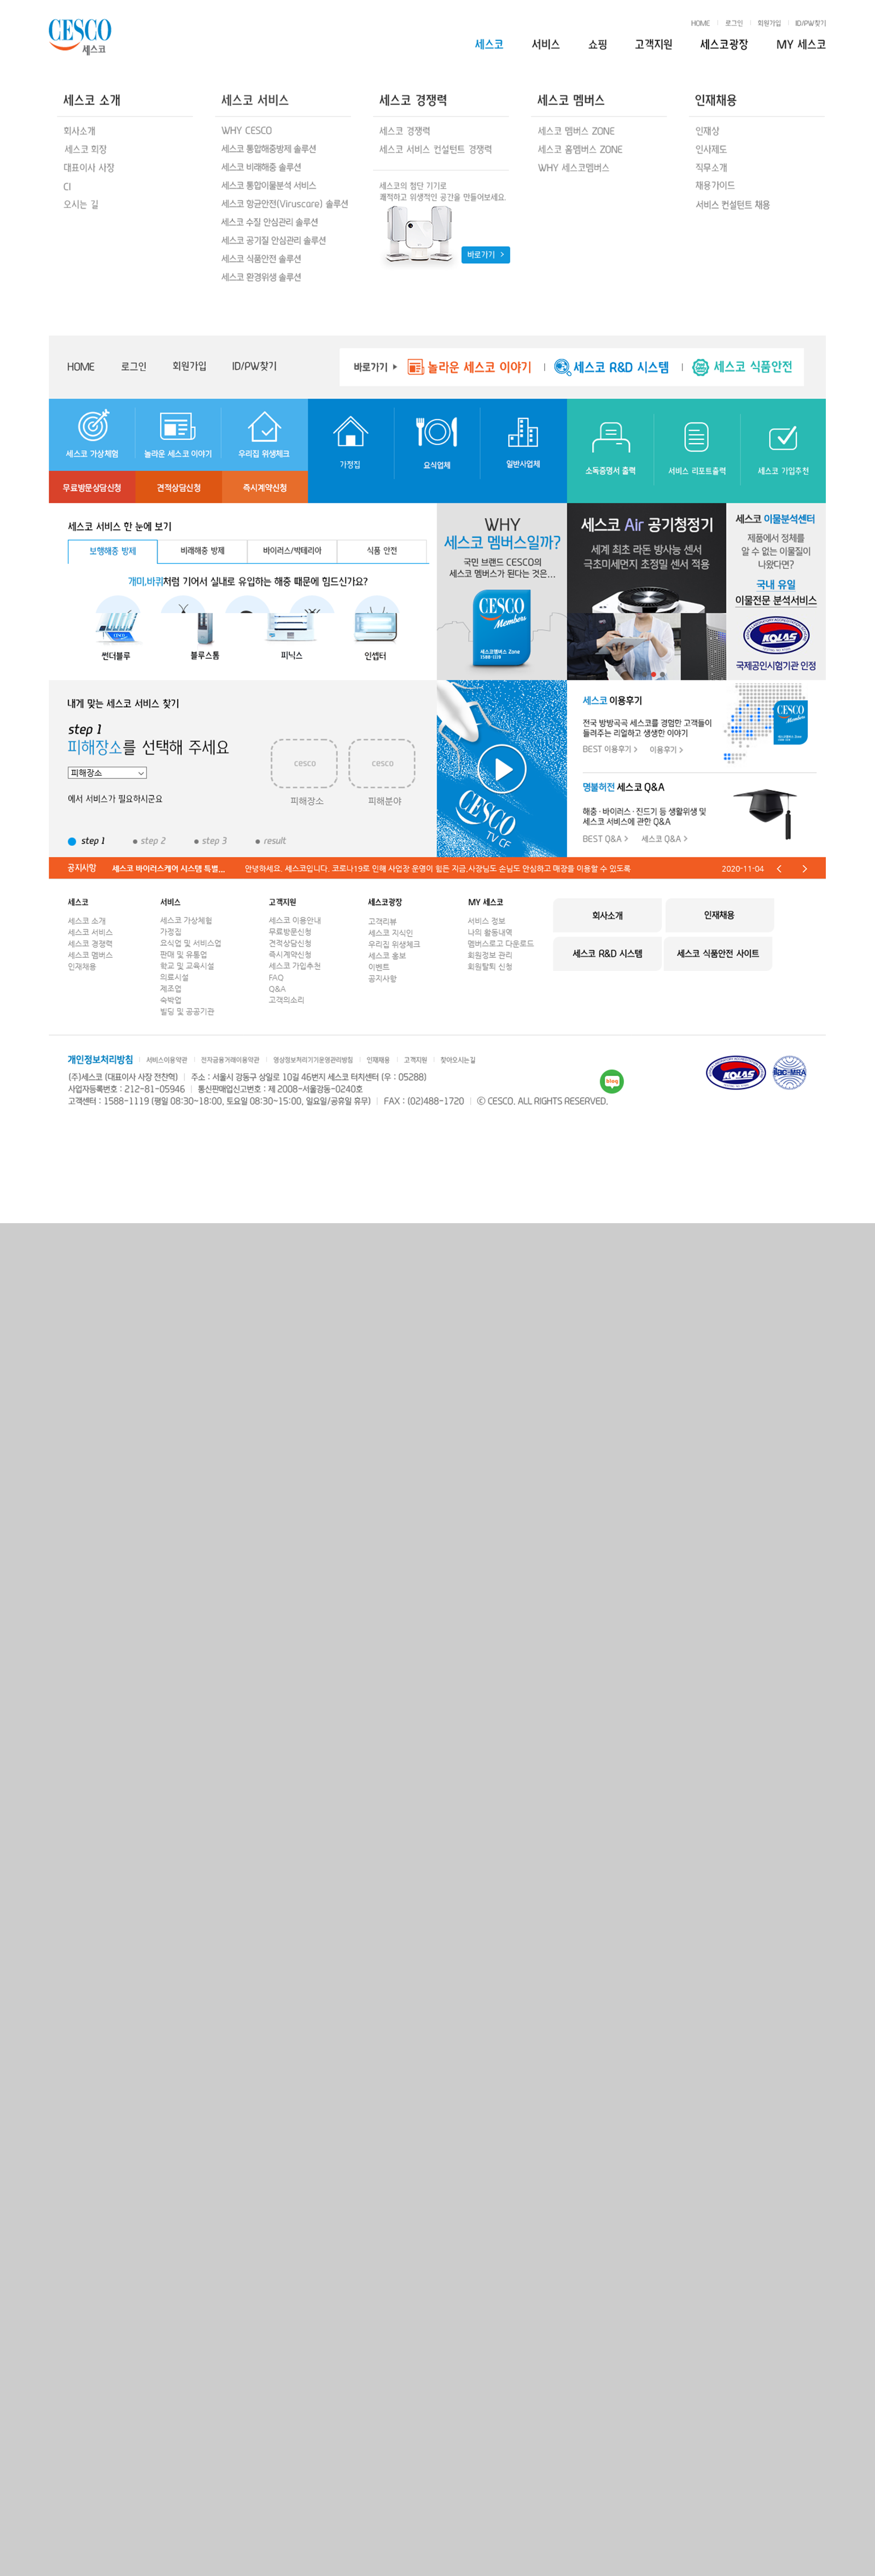 CESCO
세스코
HOME 로그인 회원가입 ID/PW찾기
세스코 서비스 쇼핑 고객지원 세스코광장 MY 세스코
세스코 소개
회사소개
세스코 회장
대표이사 사장
CI
오시는 길
세스코 서비스
WHY CESCO
세스코 통합해충방제 솔루션
세스코 비래해충 솔루션
세스코 통합이물분석 서비스
세스코 항균안전(Viruscare) 솔루션
세스코 수질 안심관리 솔루션
세스코 공기질 안심관리 솔루션
세스코 식품안전 솔루션
세스코 환경위생 솔루션
세스코 경쟁력
세스코 경쟁력
세스코 서비스 컨설턴트 경쟁력
세스코의 첨단 기기로
쾌적하고 위생적인 공간을 만들어보세요.
바로가기
세스코 멤버스
세스코 멤버스 ZONE
세스코 홈멤버스 ZONE
WHY 세스코멤버스
인재채용
인재상
인사제도
직무소개
채용가이드
서비스 컨설턴트 채용
HOME 로그인 회원가입 ID/PW찾기
바로가기 놀라운 세스코 이야기 세스코 R&D 시스템 세스코 식품안전
세스코 가상체험 놀라운 세스코 이야기 우리집 위생체크
가정집 요식업체 일반사업체
소독증명서 출력 서비스 리포트출력 세스코 가입추천
무료방문상담신청 견적상담신청 즉시계약신청
세스코 서비스 한 눈에 보기
보행해충 방제 비래해충 방제 바이러스/박테리아 식품 안전
개미,바퀴처럼 기어서 실내로 유입하는 해충 때문에 힘드신가요?
썬더블루 블루스톰 피닉스 인셉터
WHY
세스코 멤버스일까?
국민 브랜드 CESCO의
세스코 멤버스가 된다는 것은...
CESCO
Members
세스코멤버스 Zone
1588-1119
세스코 Air 공기청정기
세계 최초 라돈 방사능 센서
극초미세먼지 초정밀 센서 적용
세스코 이물분석센터
제품에서 정체를
알 수 없는 이물질이
나왔다면?
국내 유일
이물전문 분석서비스
KOLAS
국제공인시험기관 인정
내게 맞는 세스코 서비스 찾기
step 1
피해장소를 선택해 주세요
피해장소
에서 서비스가 필요하시군요
cesco cesco
피해장소 피해분야
step 1 step 2 step 3 result
CESCO
TV CF
세스코 이용후기
전국 방방곡곡 세스코를 경험한 고객들이
들려주는 리얼하고 생생한 이야기
BEST 이용후기 이용후기
CESCO
Members
명불허전 세스코 Q&A
해충 · 바이러스 · 진드기 등 생활위생 및
세스코 서비스에 관한 Q&A
BEST Q&A 세스코 Q&A
공지사항 세스코 바이러스케어 시스템 특별... 안녕하세요. 세스코입니다. 코로나19로 인해 사업장 운영이 힘든 지금,사장님도 손님도 안심하고 매장을 이용할 수 있도록 2020-11-04
세스코
세스코 소개
세스코 서비스
세스코 경쟁력
세스코 멤버스
인재채용
서비스
세스코 가상체험
가정집
요식업 및 서비스업
판매 및 유통업
학교 및 교육시설
의료시설
제조업
숙박업
빌딩 및 공공기관
고객지원
세스코 이용안내
무료방문신청
견적상담신청
즉시계약신청
세스코 가입추천
FAQ
Q&A
고객의소리
세스코광장
고객리뷰
세스코 지식인
우리집 위생체크
세스코 홍보
이벤트
공지사항
MY 세스코
서비스 정보
나의 활동내역
멤버스로고 다운로드
회원정보 관리
회원탈퇴 신청
회사소개 인재채용
세스코 R&D 시스템 세스코 식품안전 사이트
개인정보처리방침 서비스이용약관 전자금융거래이용약관 영상정보처리기기운영관리방침 인재채용 고객지원 찾아오시는길
(주)세스코 (대표이사 사장 전찬혁) 주소 : 서울시 강동구 상일로 10길 46번지 세스코 터치센터 (우 : 05288)
사업자등록번호 : 212-81-05946 통신판매업신고번호 : 제 2008-서울강동-0240호
고객센터 : 1588-1119 (평일 08:30~18:00, 토요일 08:30~15:00, 일요일/공휴일 휴무) FAX : (02)488-1720 ⓒ CESCO. ALL RIGHTS RESERVED.
blog
KOLAS
ilac-MRA